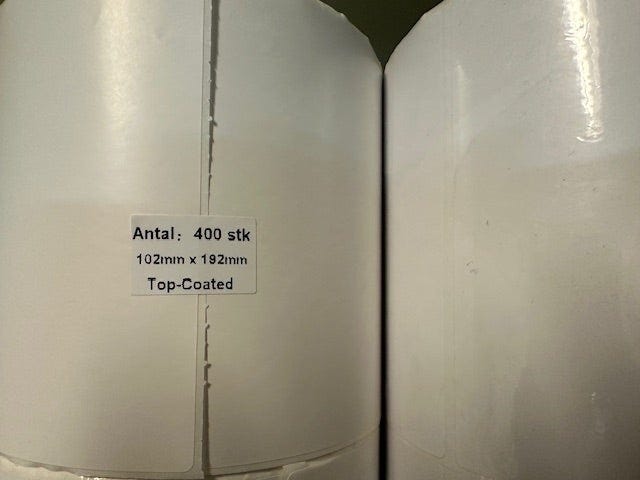 Antal: 400 stk
102mm x 192mm
Top-Coated